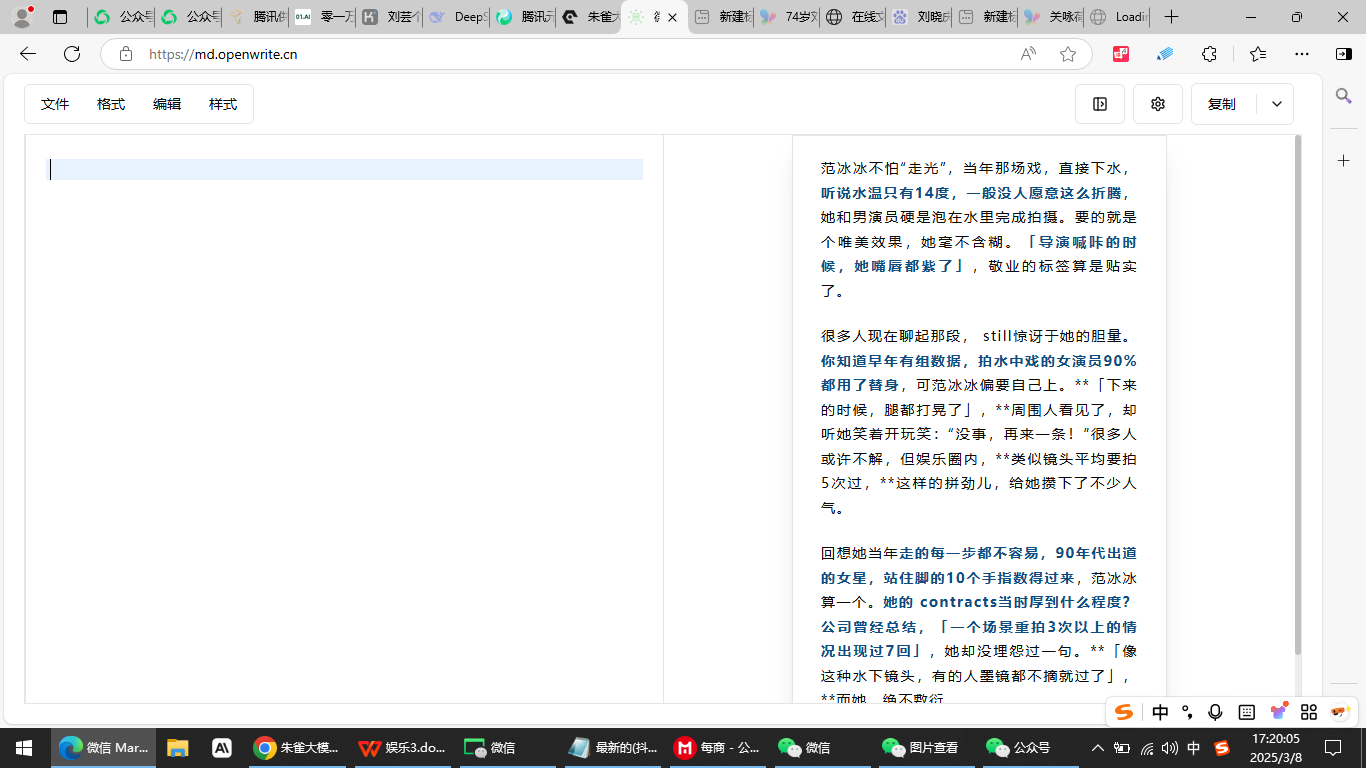 公众号
公众号
腾讯
01.AI 零一万
刘芸个
Deep
腾讯元
朱雀大
新建标
74岁
在线文
刘晓庆
新建标
关咏荷
Loadi
https://md.openwrite.cn
文件 格式 编辑 样式
复制
范冰冰不怕“走光”，当年那场戏，直接下水，
听说水温只有14度，一般没人愿意这么折腾，
她和男演员硬是泡在水里完成拍摄。要的就是
个唯美效果，她毫不含糊。「导演喊咔的时
候，她嘴唇都紫了」，敬业的标签算是贴实
了。
很多人现在聊起那段， still惊讶于她的胆量。
你知道早年有组数据，拍水中戏的女演员90%
都用了替身，可范冰冰偏要自己上。**「下来
的时候，腿都打晃了」，**周围人看见了，却
听她笑着开玩笑：“没事，再来一条！”很多人
或许不解，但娱乐圈内，**类似镜头平均要拍
5次过，**这样的拼劲儿，给她攒下了不少人
气。
回想她当年走的每一步都不容易，90年代出道
的女星，站住脚的10个手指数得过来，范冰冰
算一个。她的 contracts当时厚到什么程度？
公司曾经总结，「一个场景重拍3次以上的情
况出现过7回」，她却没埋怨过一句。**「像
这种水下镜头，有的人墨镜都不摘就过了」，
**而她，绝不敷衍
中
微信 Mar...
朱雀大模...
娱乐3.do...
微信
最新的(抖...
每商 - 公...
微信
图片查看
公众号
中
17:20:05
2025/3/8